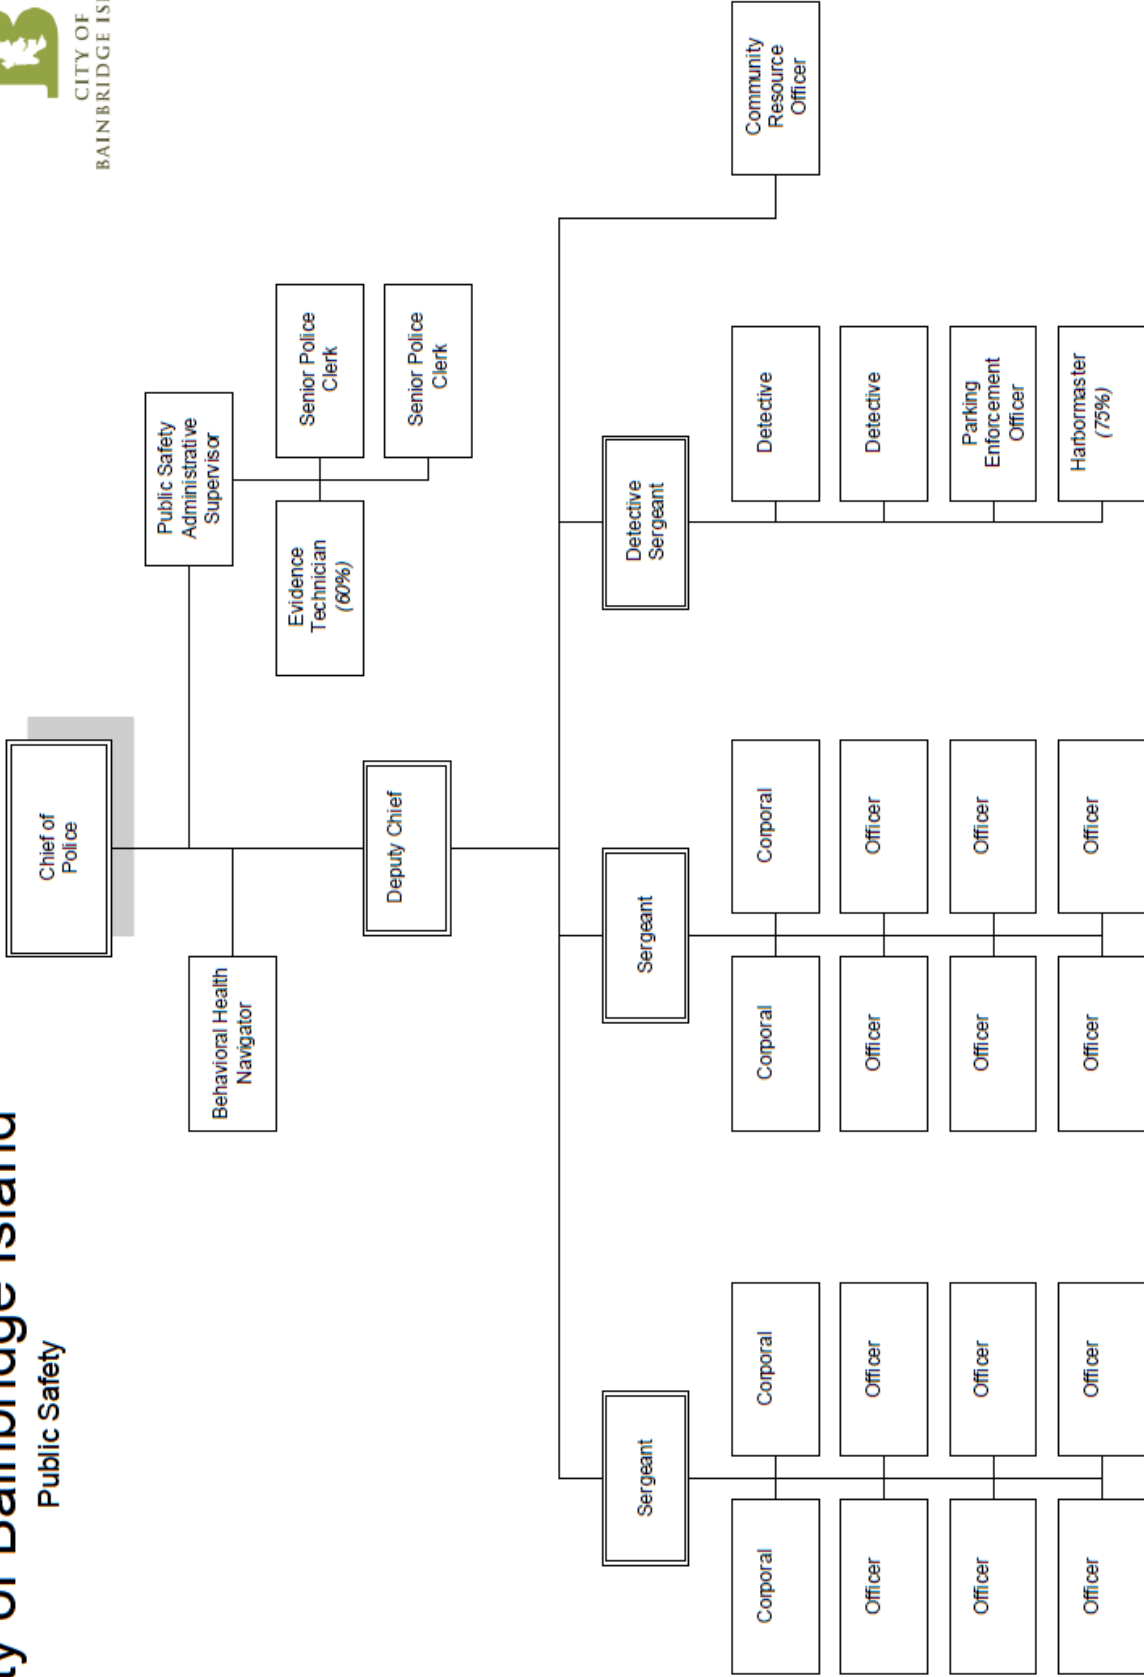 of Bainbridge Island
Public Safety
CITY OF
BAINBRIDGE
Chief of
Police
Public Safety
Administrative
Supervisor
Behavioral Health
Navigator
Evidence
Technician
(60%)
Senior Police
Clerk
Senior Police
Clerk
Deputy Chief
Sergeant
Sergeant
Detective
Sergeant
Corporal
Corporal
Corporal
Corporal
Detective
Community
Resource
Officer
Officer
Officer
Officer
Officer
Detective
Officer
Officer
Officer
Officer
Parking
Enforcement
Officer
Officer
Officer
Officer
Officer
Harbormaster
(75%)